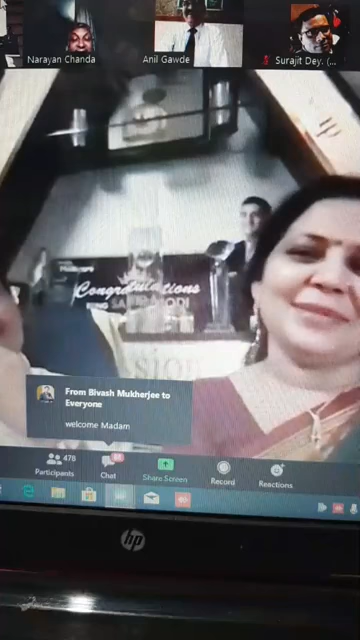 Narayan Chanda
Anil Gawde
Surajit Dey. (...
Congratulations
From Bivash Mukherjee to
Everyone
welcome Madam
478
Participants
Chat
Share Screen
Record
Reactions
hp